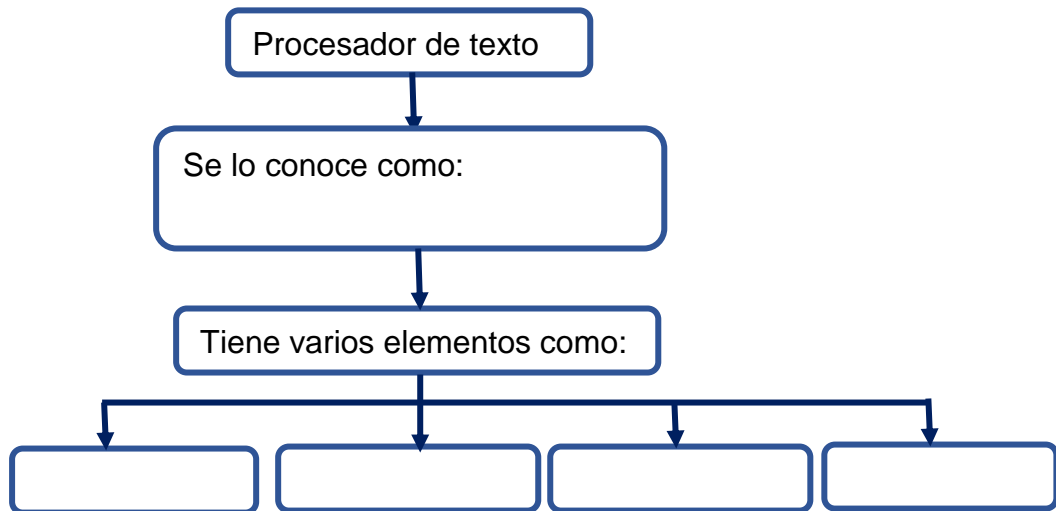 Procesador de texto
Se lo conoce como:
Tiene varios elementos como: